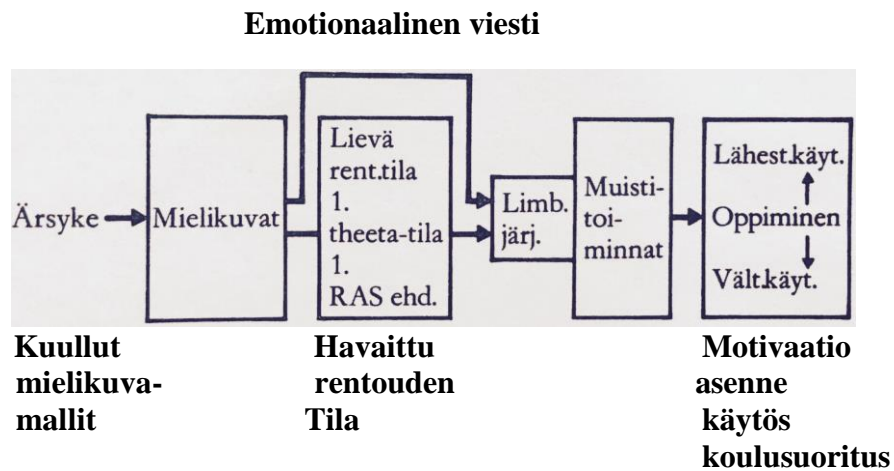 Emotionaalinen viesti
Ärsyke
Mielikuvat
Lievä
rent.tila
1.
theeta-tila
1.
RAS ehd.
Limb.
järj.
Muisti-
toi-
minnat
Lähest.käyt.
Oppiminen
Vält.käyt.
Kuullut
mielikuva-
mallit
Havaittu
rentouden
Tila
Motivaatio
asenne
käytös
koulusuoritus